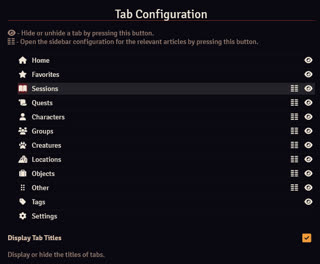 Tab Configuration
- Hide or unhide a tab by pressing this button.
- Open the sidebar configuration for the relevant articles by pressing this button.
Home
Favorites
Sessions
Quests
Characters
Groups
Creatures
Locations
Objects
Other
Tags
Settings
Display Tab Titles
Display or hide the titles of tabs.